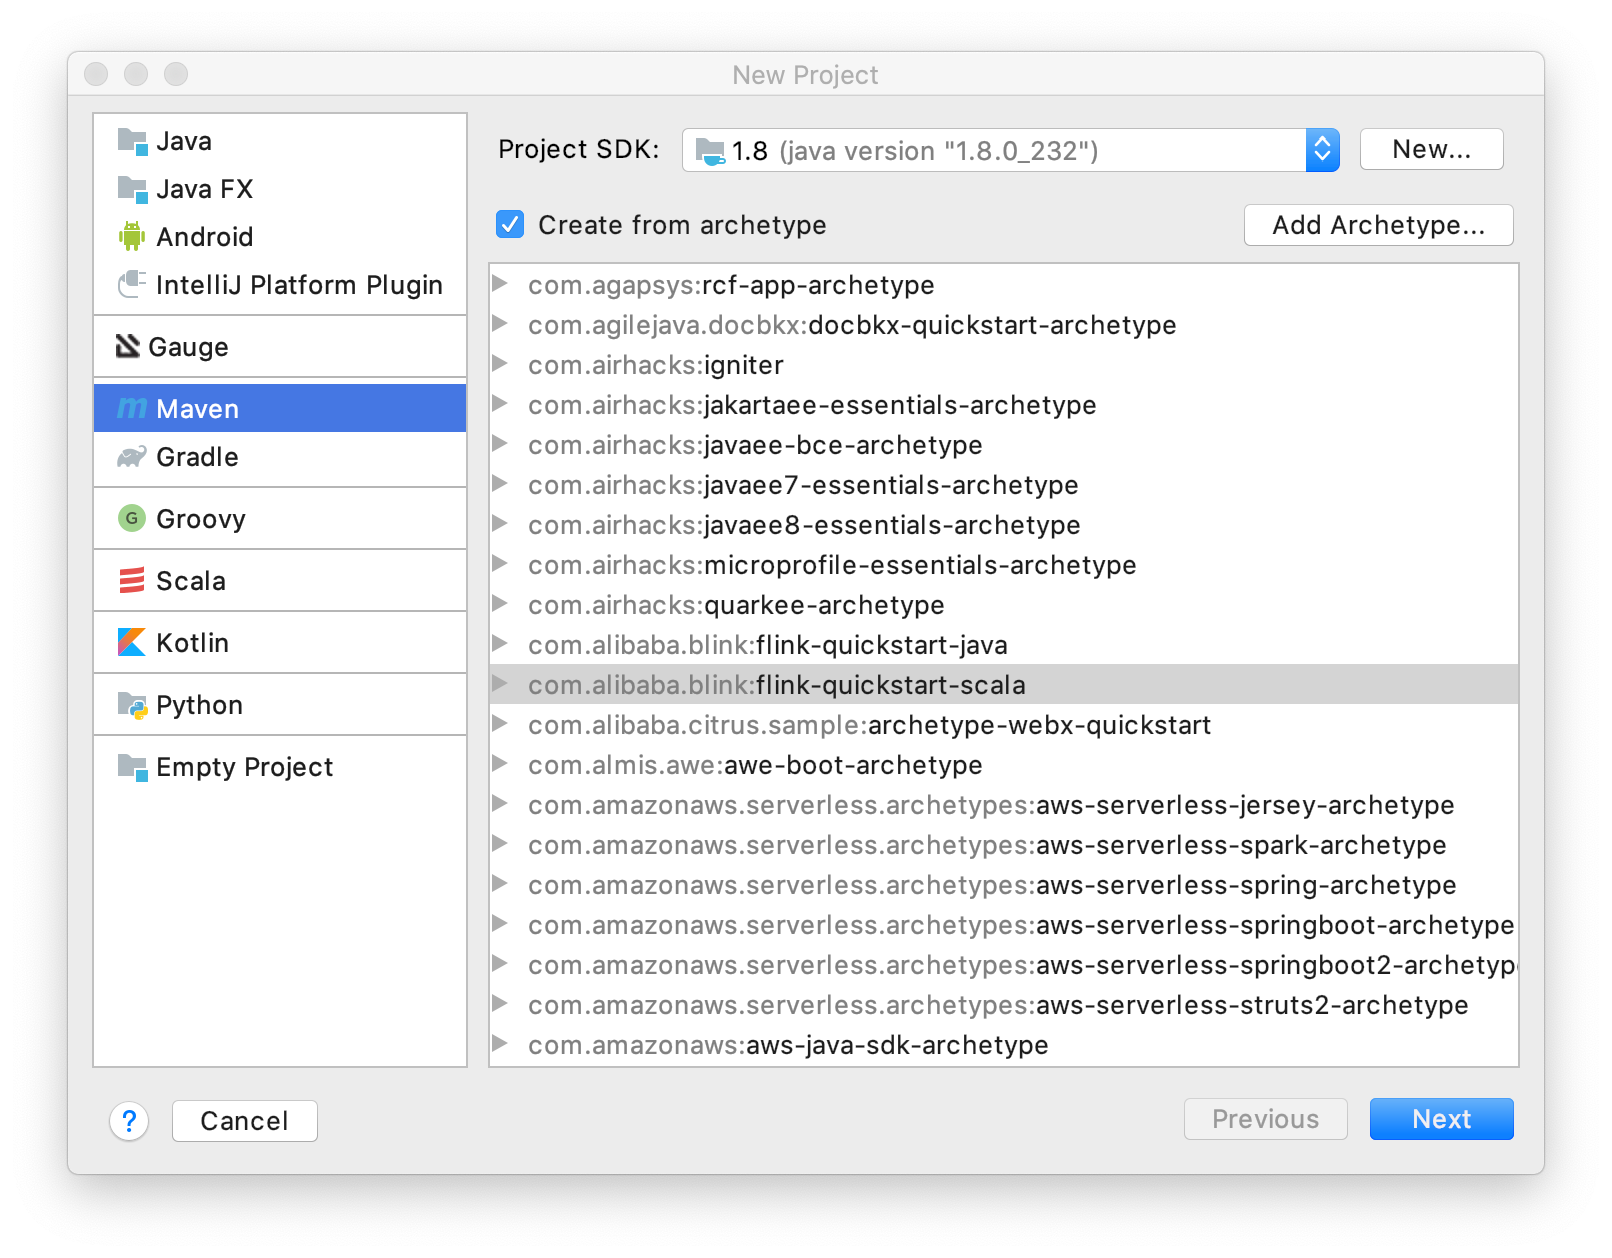 New Project
Java
Java FX
Android
IntelliJ Platform Plugin
Gauge
Maven
Gradle
G Groovy
Scala
Kotlin
Python
Empty Project
Project SDK: 1.8 (java version "1.8.0_232") New...
Create from archetype Add Archetype...
com.agapsys:rcf-app-archetype
com.agilejava.docbkx:docbkx-quickstart-archetype
com.airhacks:igniter
com.airhacks:jakartaee-essentials-archetype
com.airhacks:javaee-bce-archetype
com.airhacks:javaee7-essentials-archetype
com.airhacks:javaee8-essentials-archetype
com.airhacks:microprofile-essentials-archetype
com.airhacks:quarkee-archetype
com.alibaba.blink:flink-quickstart-java
com.alibaba.blink:flink-quickstart-scala
com.alibaba.citrus.sample:archetype-webx-quickstart
com.almis.awe:awe-boot-archetype
com.amazonaws.serverless.archetypes:aws-serverless-jersey-archetype
com.amazonaws.serverless.archetypes:aws-serverless-spark-archetype
com.amazonaws.serverless.archetypes:aws-serverless-spring-archetype
com.amazonaws.serverless.archetypes:aws-serverless-springboot-archetype
com.amazonaws.serverless.archetypes:aws-serverless-springboot2-archetyp
com.amazonaws.serverless.archetypes:aws-serverless-struts2-archetype
com.amazonaws:aws-java-sdk-archetype
? Cancel Previous Next